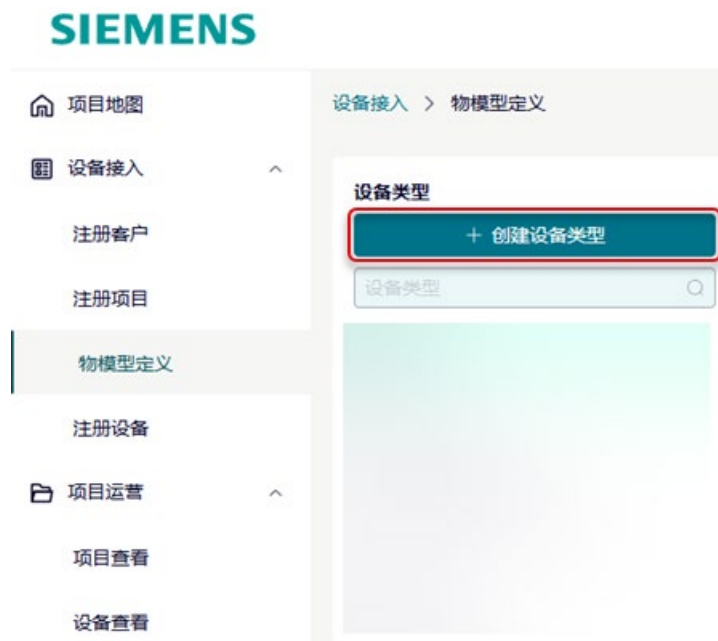 SIEMENS
项目地图
设备接入
注册客户
注册项目
物模型定义
注册设备
项目运营
项目查看
设备查看
设备接入 > 物模型定义
设备类型
+ 创建设备类型
设备类型